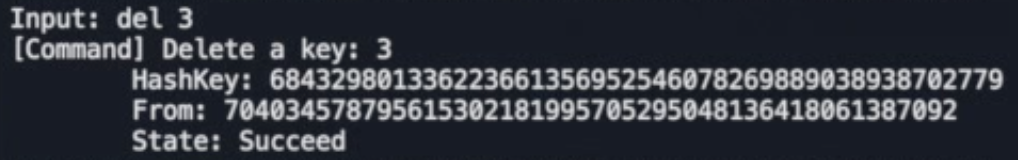 Input: del 3
[Command] Delete a key: 3
HashKey: 684329801336223661356952546078269889038938702779
From: 704034578795615302181995705295048136418061387092
State: Succeed